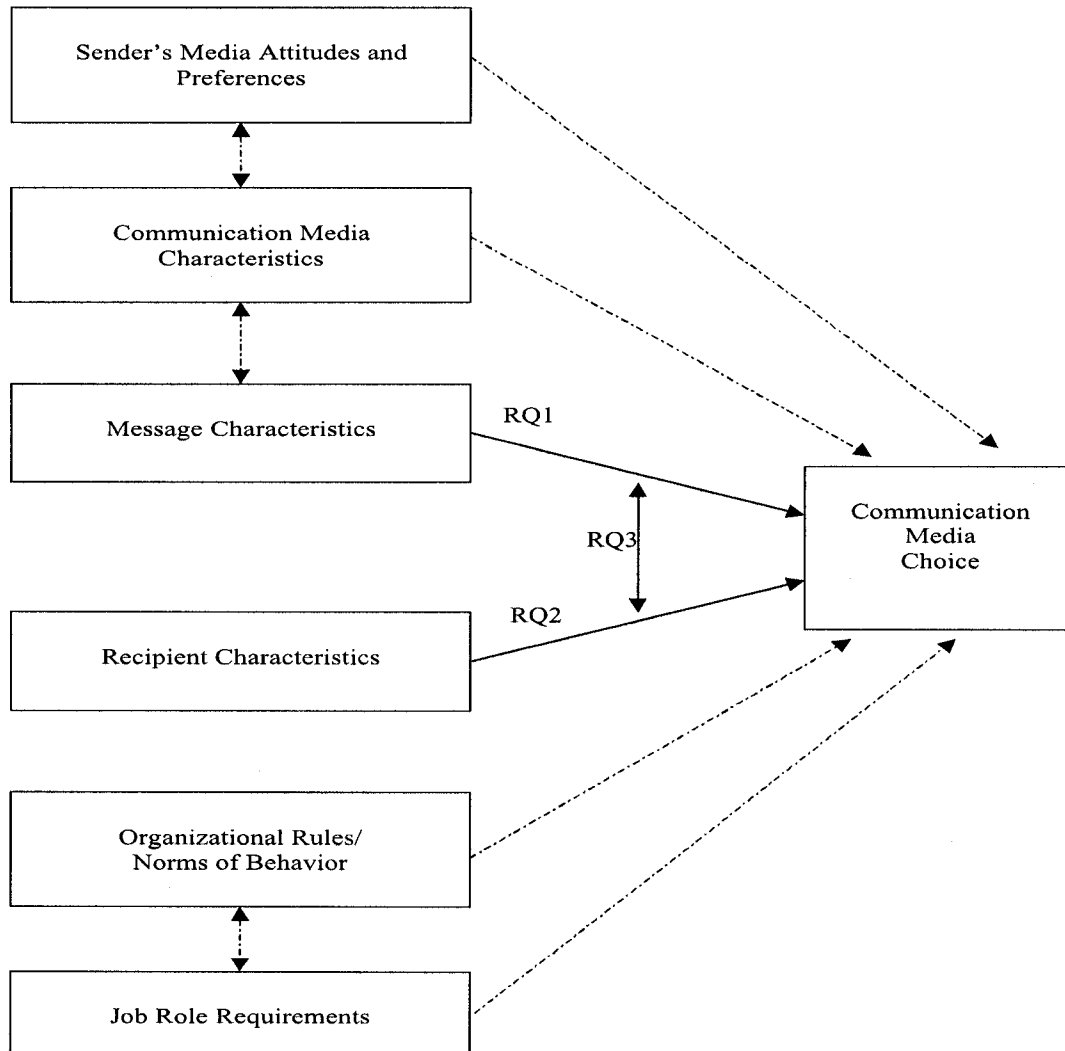 Sender's Media Attitudes and
Preferences
Communication Media
Characteristics
Message Characteristics
RQ1
Communication
Media
Choice
RQ3
RQ2
Recipient Characteristics
Organizational Rules/
Norms of Behavior
Job Role Requirements